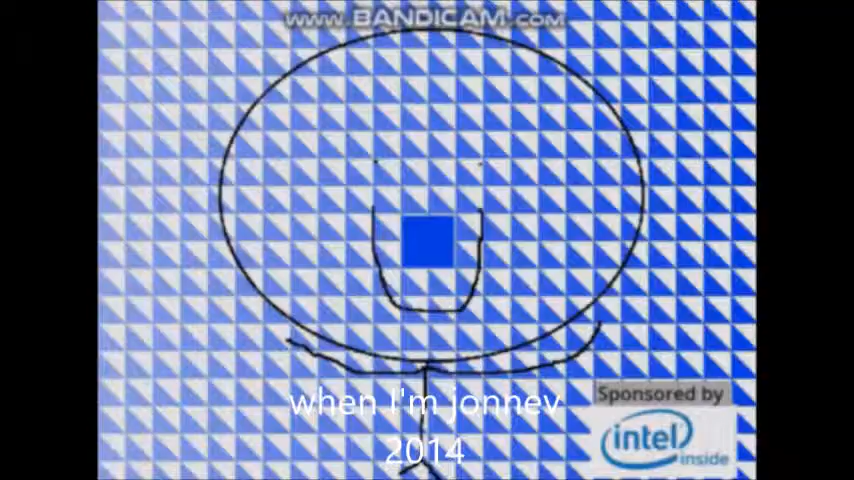 www.BANDICAM.com
when I'm jonnev
2014
Sponsored by
intel
inside